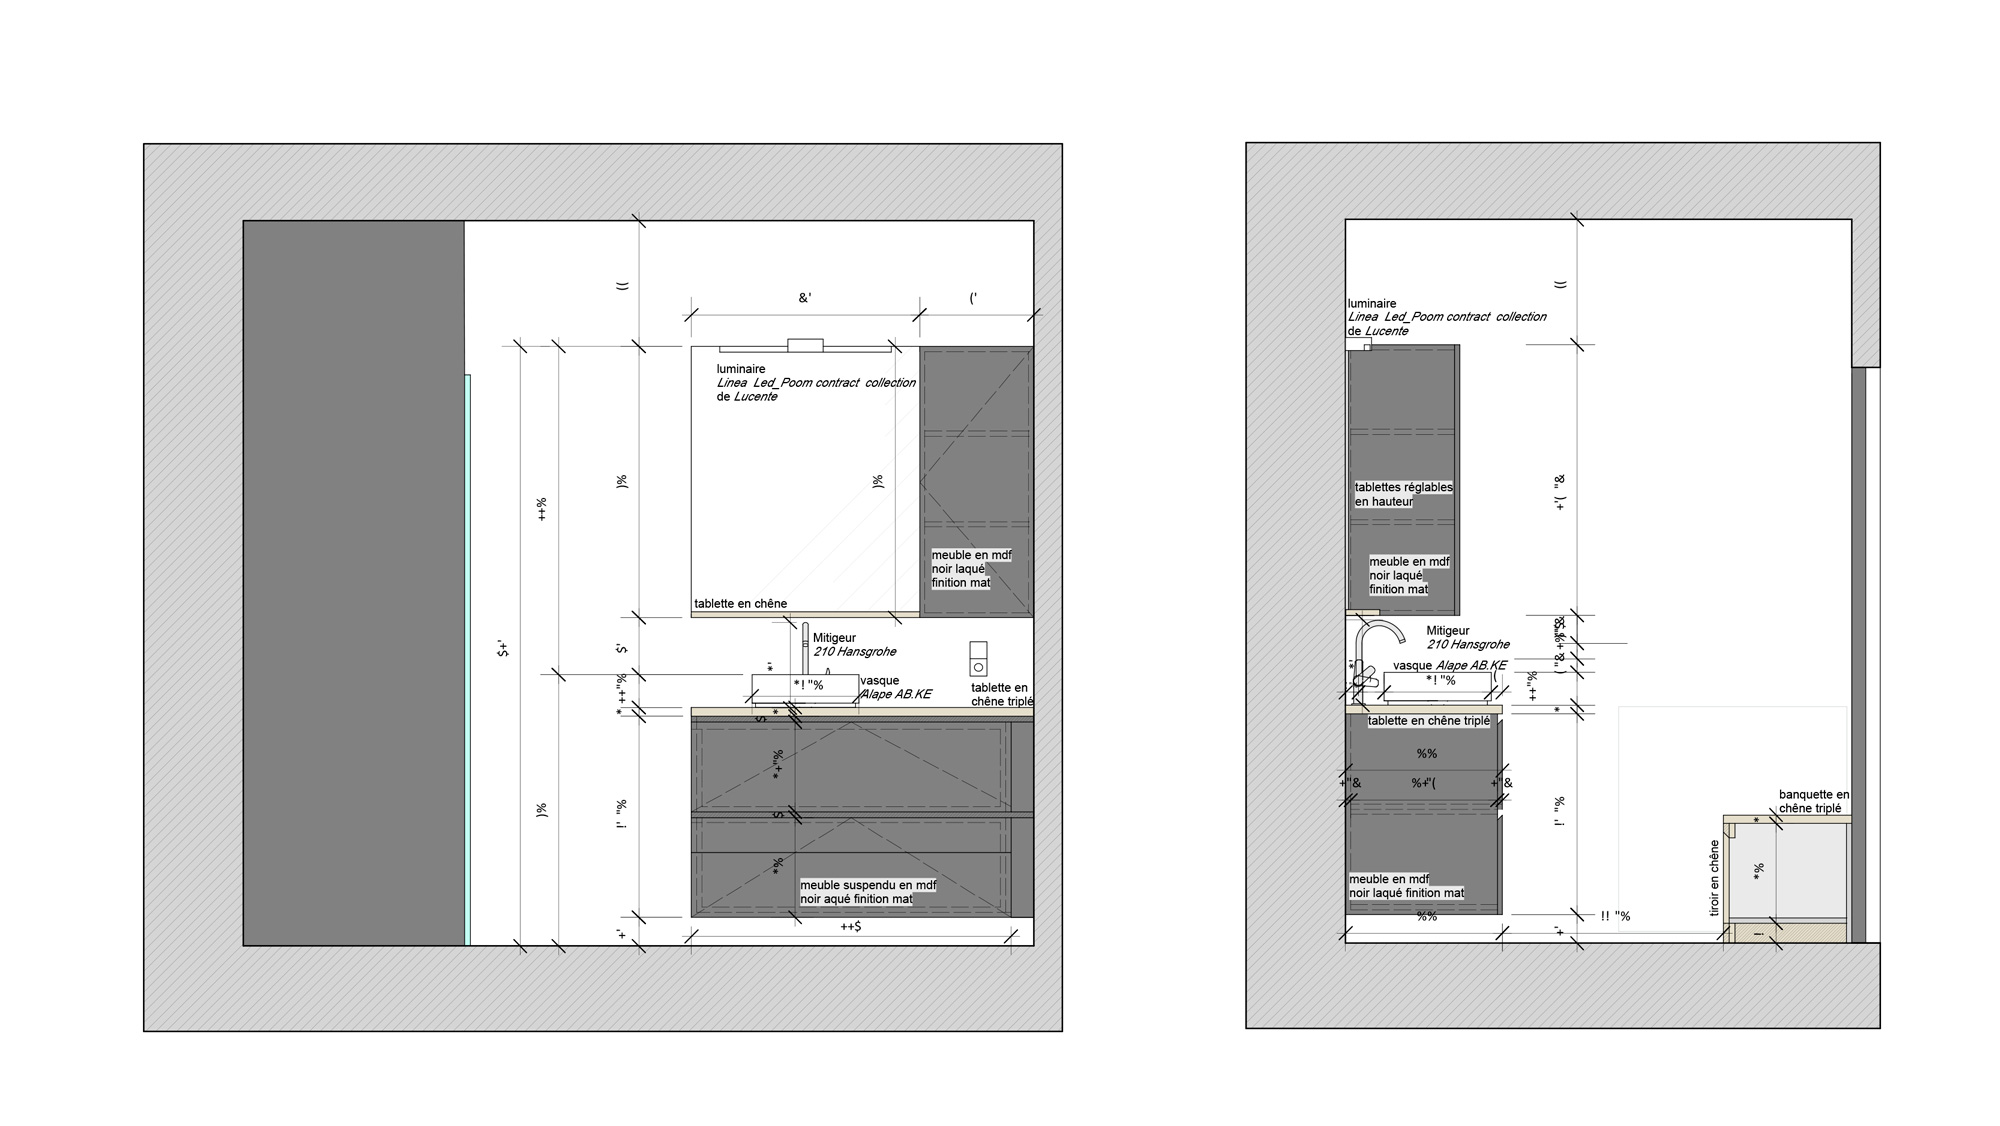 ((
&'
('
luminaire
Linea Led_Poom contract collection
de Lucente
++%
)%
)%
$+'
meuble en mdf
noir laqué
finition mat
tablette en chêne
Mitigeur
210 Hansgrohe
$'
*'
++"%
*
vasque
Alape AB.KE
*! "%
tablette en
chêne triplé
$
*
*+"%
$
*%
)%
¡' "%
meuble suspendu en mdf
noir aqué finition mat
++$
+'
((
luminaire
Linea Led_Poom contract collection
de Lucente
tablettes réglables
en hauteur
+'( "&
meuble en mdf
noir laqué
finition mat
Mitigeur
210 Hansgrohe
vasque Alape AB.KE
*'
*! "%
(
++"%
*
tablette en chêne triplé
%%
+"&
%+"(
+"&
¡' "%
meuble en mdf
noir laqué finition mat
%%
+'
!! "%
banquette en
chêne triplé
*
tiroir en chêne
*%